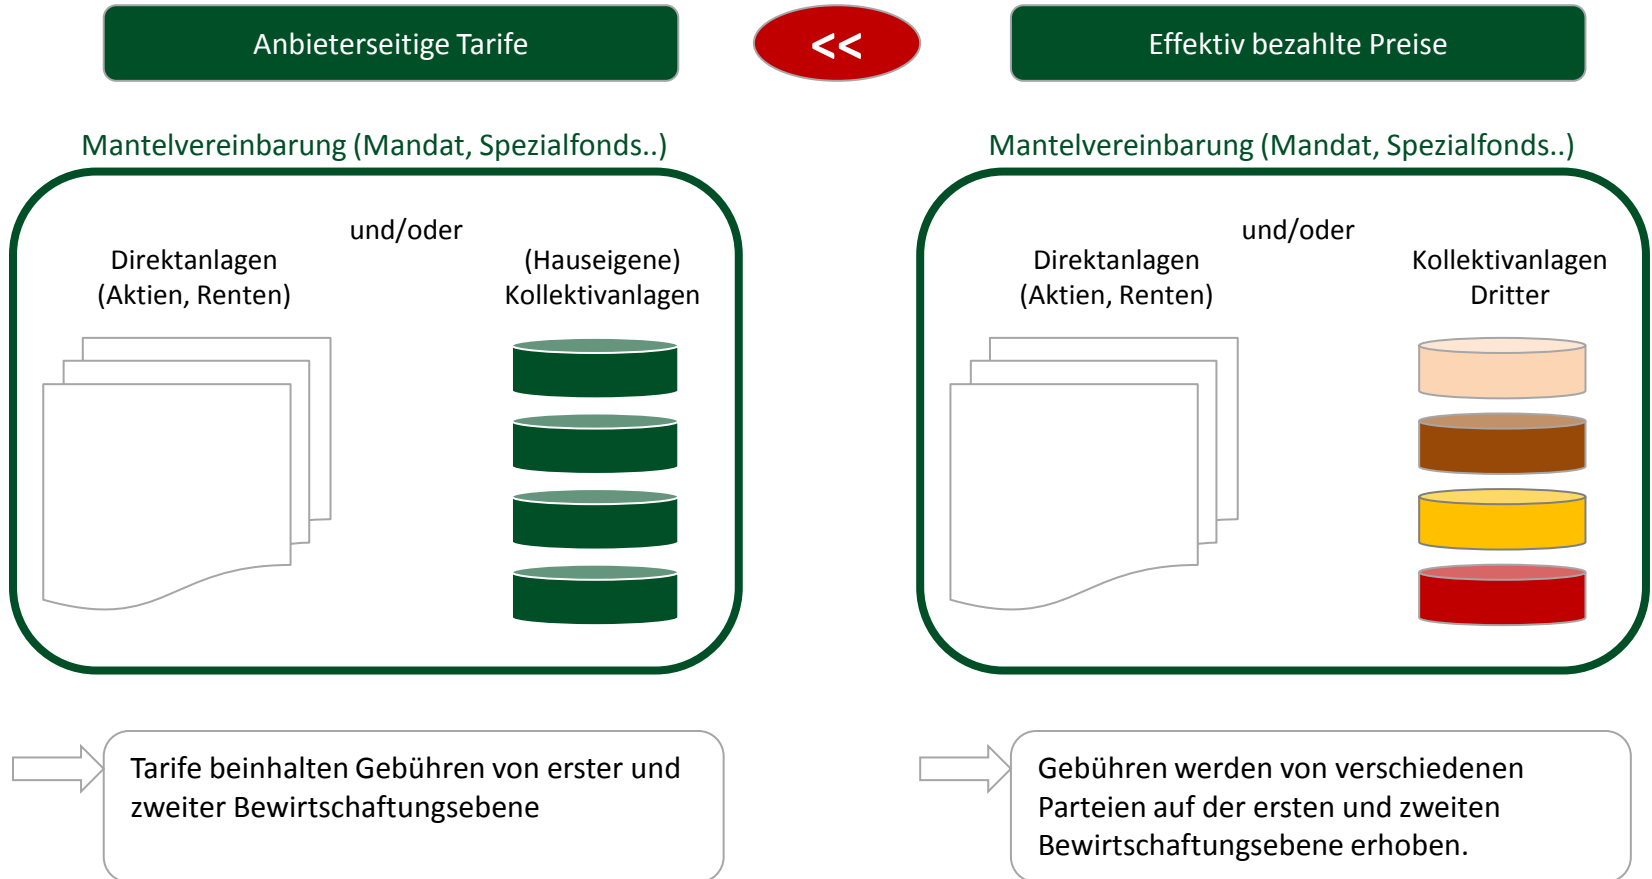 Anbieterseitige Tarife
<<
Effektiv bezahlte Preise
Mantelvereinbarung (Mandat, Spezialfonds..)
und/oder
Direktanlagen
(Aktien, Renten)
(Hauseigene)
Kollektivanlagen
Tarife beinhalten Gebühren von erster und
zweiter Bewirtschaftungsebene
Mantelvereinbarung (Mandat, Spezialfonds..)
und/oder
Direktanlagen
(Aktien, Renten)
Kollektivanlagen
Dritter
Gebühren werden von verschiedenen
Parteien auf der ersten und zweiten
Bewirtschaftungsebene erhoben.